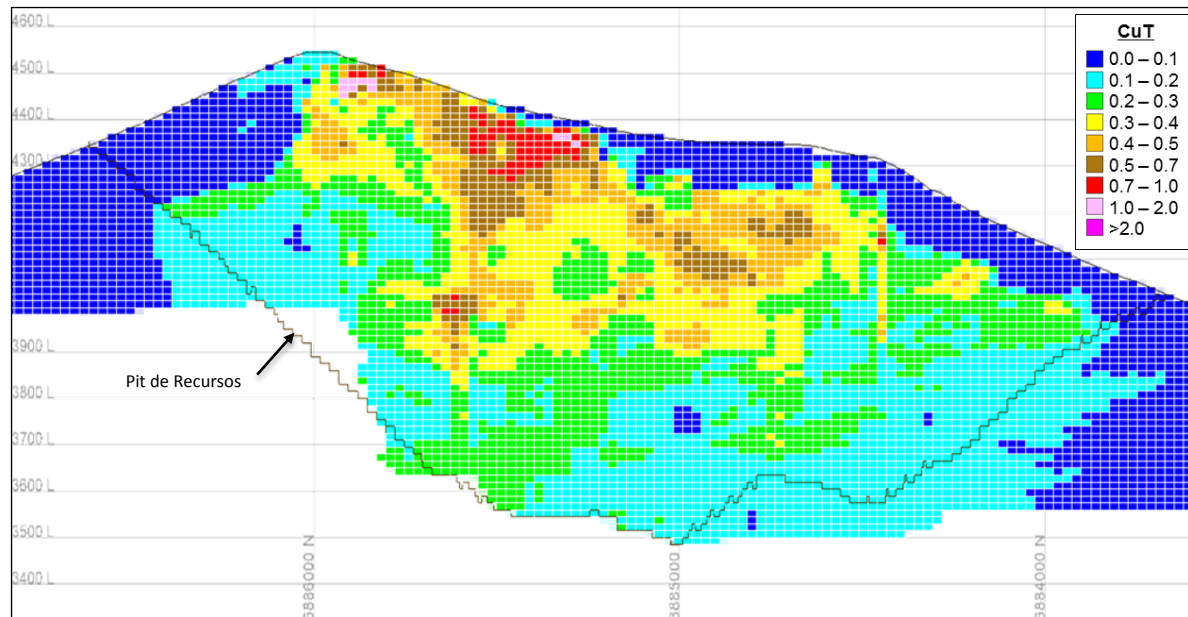 4600 L
4500 L
4400 L
4300 L
3900 L
3800 L
3700 L
3600 L
3500 L
3400 L
CuT
0.0 – 0.1
0.1 – 0.2
0.2 – 0.3
0.3 – 0.4
0.4 – 0.5
0.5 – 0.7
0.7 – 1.0
1.0 – 2.0
>2.0
Pit de Recursos
6886000 N
6885000 N
6884000 N